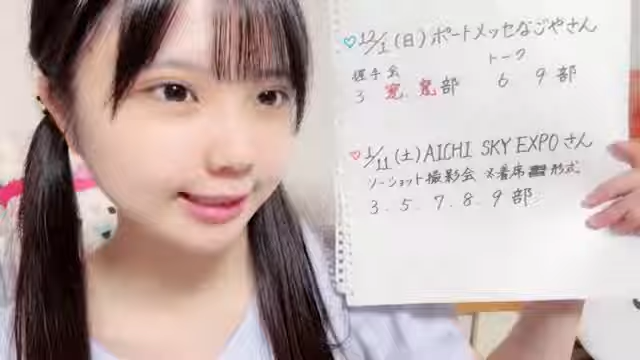 ♡12/1(日)ポートメッセなごやさん
握手会 トーク
3 完 完 部 6 9部
♡1/11(土)AICHI SKY EXPOさん
ツーショット撮影会 ※着席 形式
3.5.7.8.9部